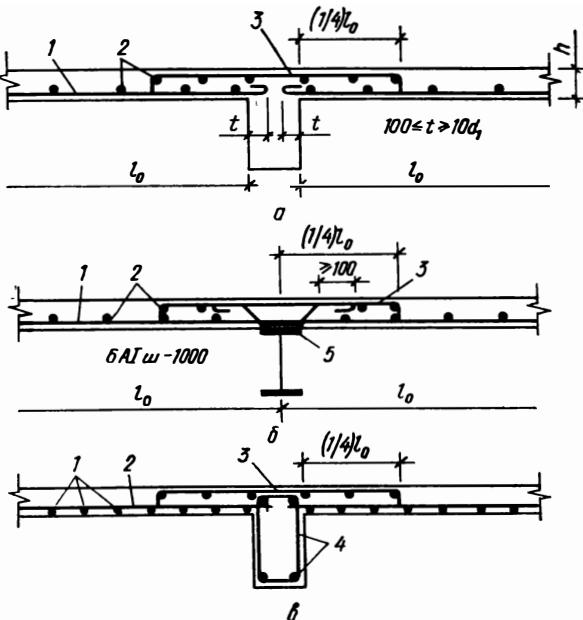 (1/4)l₀
1 2 3 h
t t 100≤t≥10d₁
l₀ l₀
а
(1/4)l₀
1 2 ≥100 3
6АI ш-1000 5
l₀ l₀
б
1 2 3 (1/4)l₀
4
в